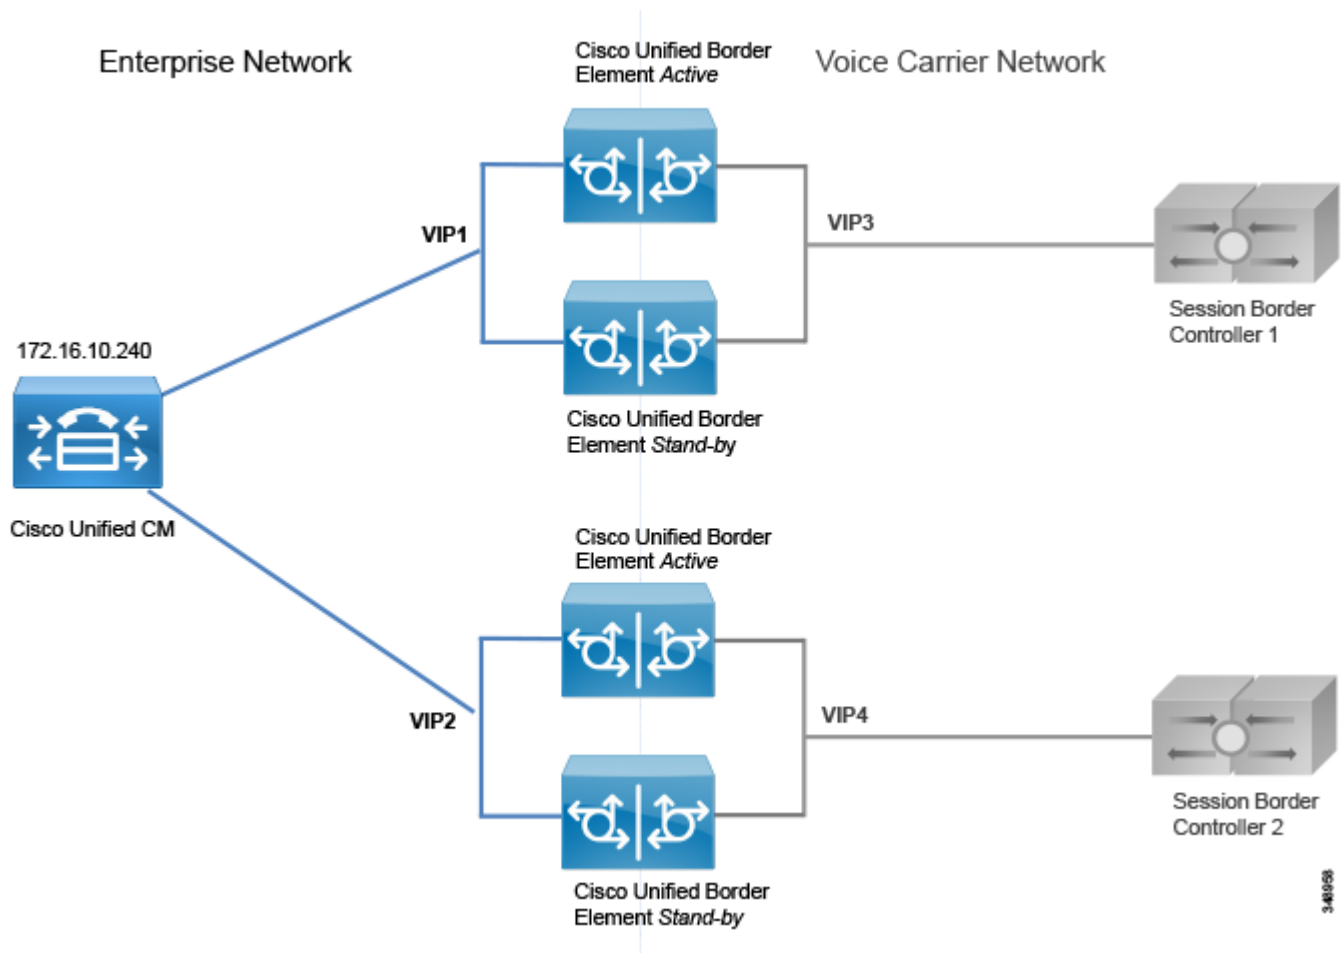 Enterprise Network
Cisco Unified Border
Element Active
Voice Carrier Network
VIP1
VIP3
Session Border
Controller 1
172.16.10.240
Cisco Unified CM
Cisco Unified Border
Element Stand-by
Cisco Unified Border
Element Active
VIP2
VIP4
Session Border
Controller 2
Cisco Unified Border
Element Stand-by
348958